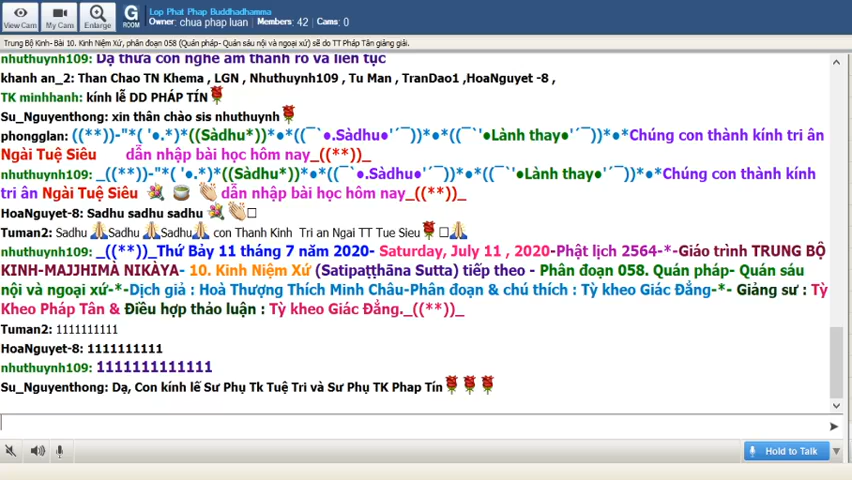 View Cam
My Cam
Enlarge
G
ROOM
Lop Phat Phap Buddhadhamma
Owner: chua phap luan Members: 42 Cams: 0
Trung Bộ Kinh- Bài 10. Kinh Niệm Xứ, phân đoạn 058 (Quán pháp- Quán sáu nội và ngoại xứ) sẽ do TT Pháp Tân giảng giải.
nhuthuynh109: Dạ thưa con nghe âm thanh rõ và liên tục
khanh an_2: Than Chao TN Khema , LGN , Nhuthuynh109 , Tu Man , TranDao1 ,HoaNguyet -8 ,
TK minhhanh: kính lễ DD PHÁP TÍN
Su_Nguyenthong: xin thân chào sis nhuthuynh
phongglan: ((**))-"*( '•.*)*((Sàdhu*))*•*((¯`•.Sàdhu•'´¯))*•*((¯`'•Lành thay•'´¯))*•*Chúng con thành kính tri ân
Ngài Tuệ Siêu dẫn nhập bài học hôm nay_((**))_
nhuthuynh109: _((**))-"*( '•.*)*((Sàdhu*))*•*((¯`•.Sàdhu•'´¯))*•*((¯`'•Lành thay•'´¯))*•*Chúng con thành kính
tri ân Ngài Tuệ Siêu dẫn nhập bài học hôm nay_((**))_
HoaNguyet-8: Sadhu sadhu sadhu
Tuman2: Sadhu Sadhu Sadhu con Thanh Kinh Tri an Ngai TT Tue Sieu
nhuthuynh109: _((**))_Thứ Bảy 11 tháng 7 năm 2020- Saturday, July 11 , 2020-Phật lịch 2564-*-Giáo trình TRUNG BỘ
KINH-MAJJHIMÀ NIKÀYA- 10. Kinh Niệm Xứ (Satipaṭṭhāna Sutta) tiếp theo - Phân đoạn 058. Quán pháp- Quán sáu
nội và ngoại xứ-*-Dịch giả : Hoà Thượng Thích Minh Châu-Phân đoạn & chú thích : Tỳ kheo Giác Đẳng-*- Giảng sư : Tỳ
Kheo Pháp Tân & Điều hợp thảo luận : Tỳ kheo Giác Đẳng._((**))_
Tuman2: 1111111111
HoaNguyet-8: 1111111111
nhuthuynh109: 1111111111111
Su_Nguyenthong: Dạ, Con kính lễ Sư Phụ Tk Tuệ Tri và Sư Phụ TK Phap Tín
Hold to Talk